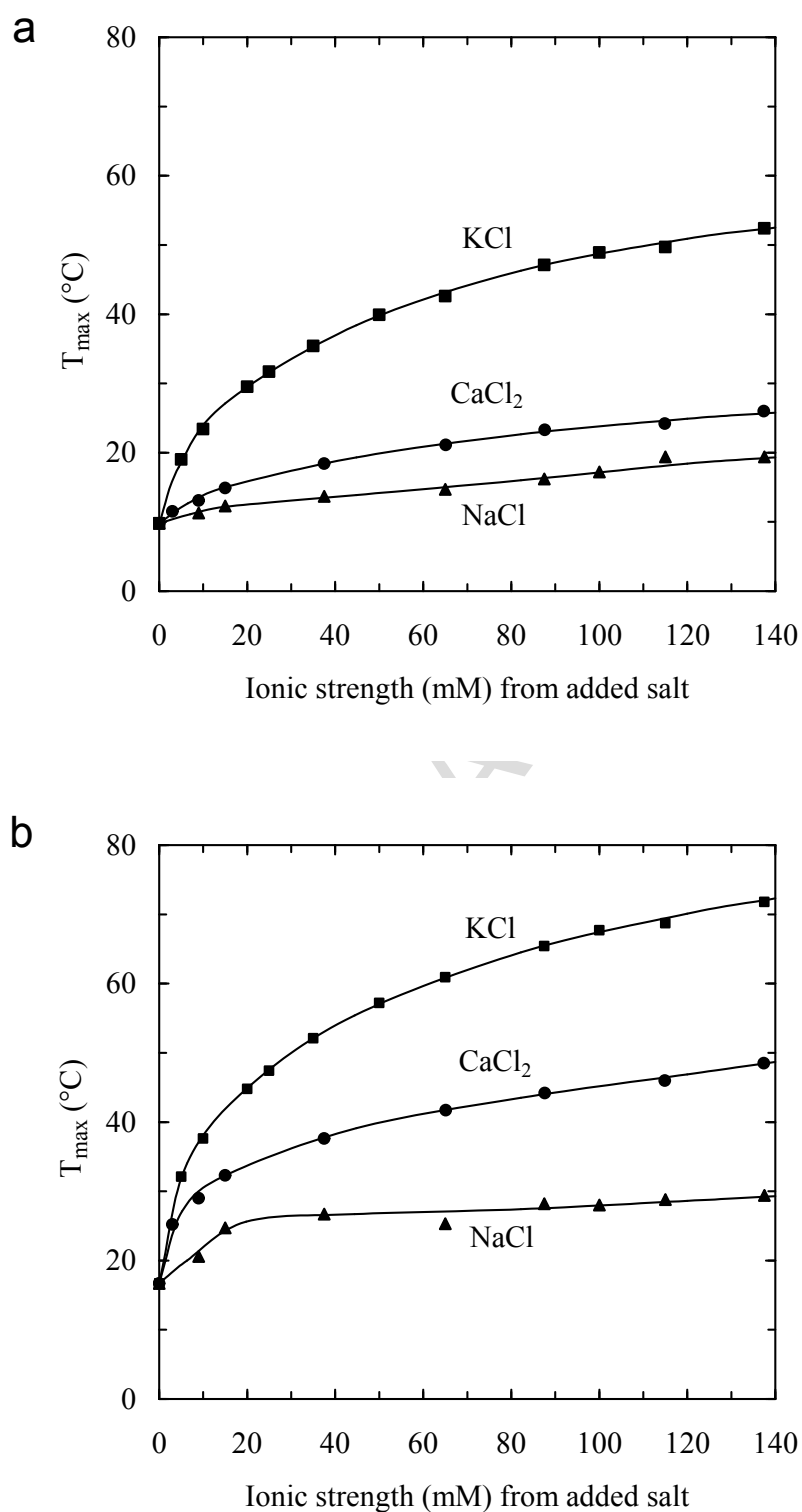 a
80
60
40
20
0
T_max (°C)
KCl
CaCl₂
NaCl
0 20 40 60 80 100 120 140
Ionic strength (mM) from added salt
b
80
60
40
20
0
T_max (°C)
KCl
CaCl₂
NaCl
0 20 40 60 80 100 120 140
Ionic strength (mM) from added salt